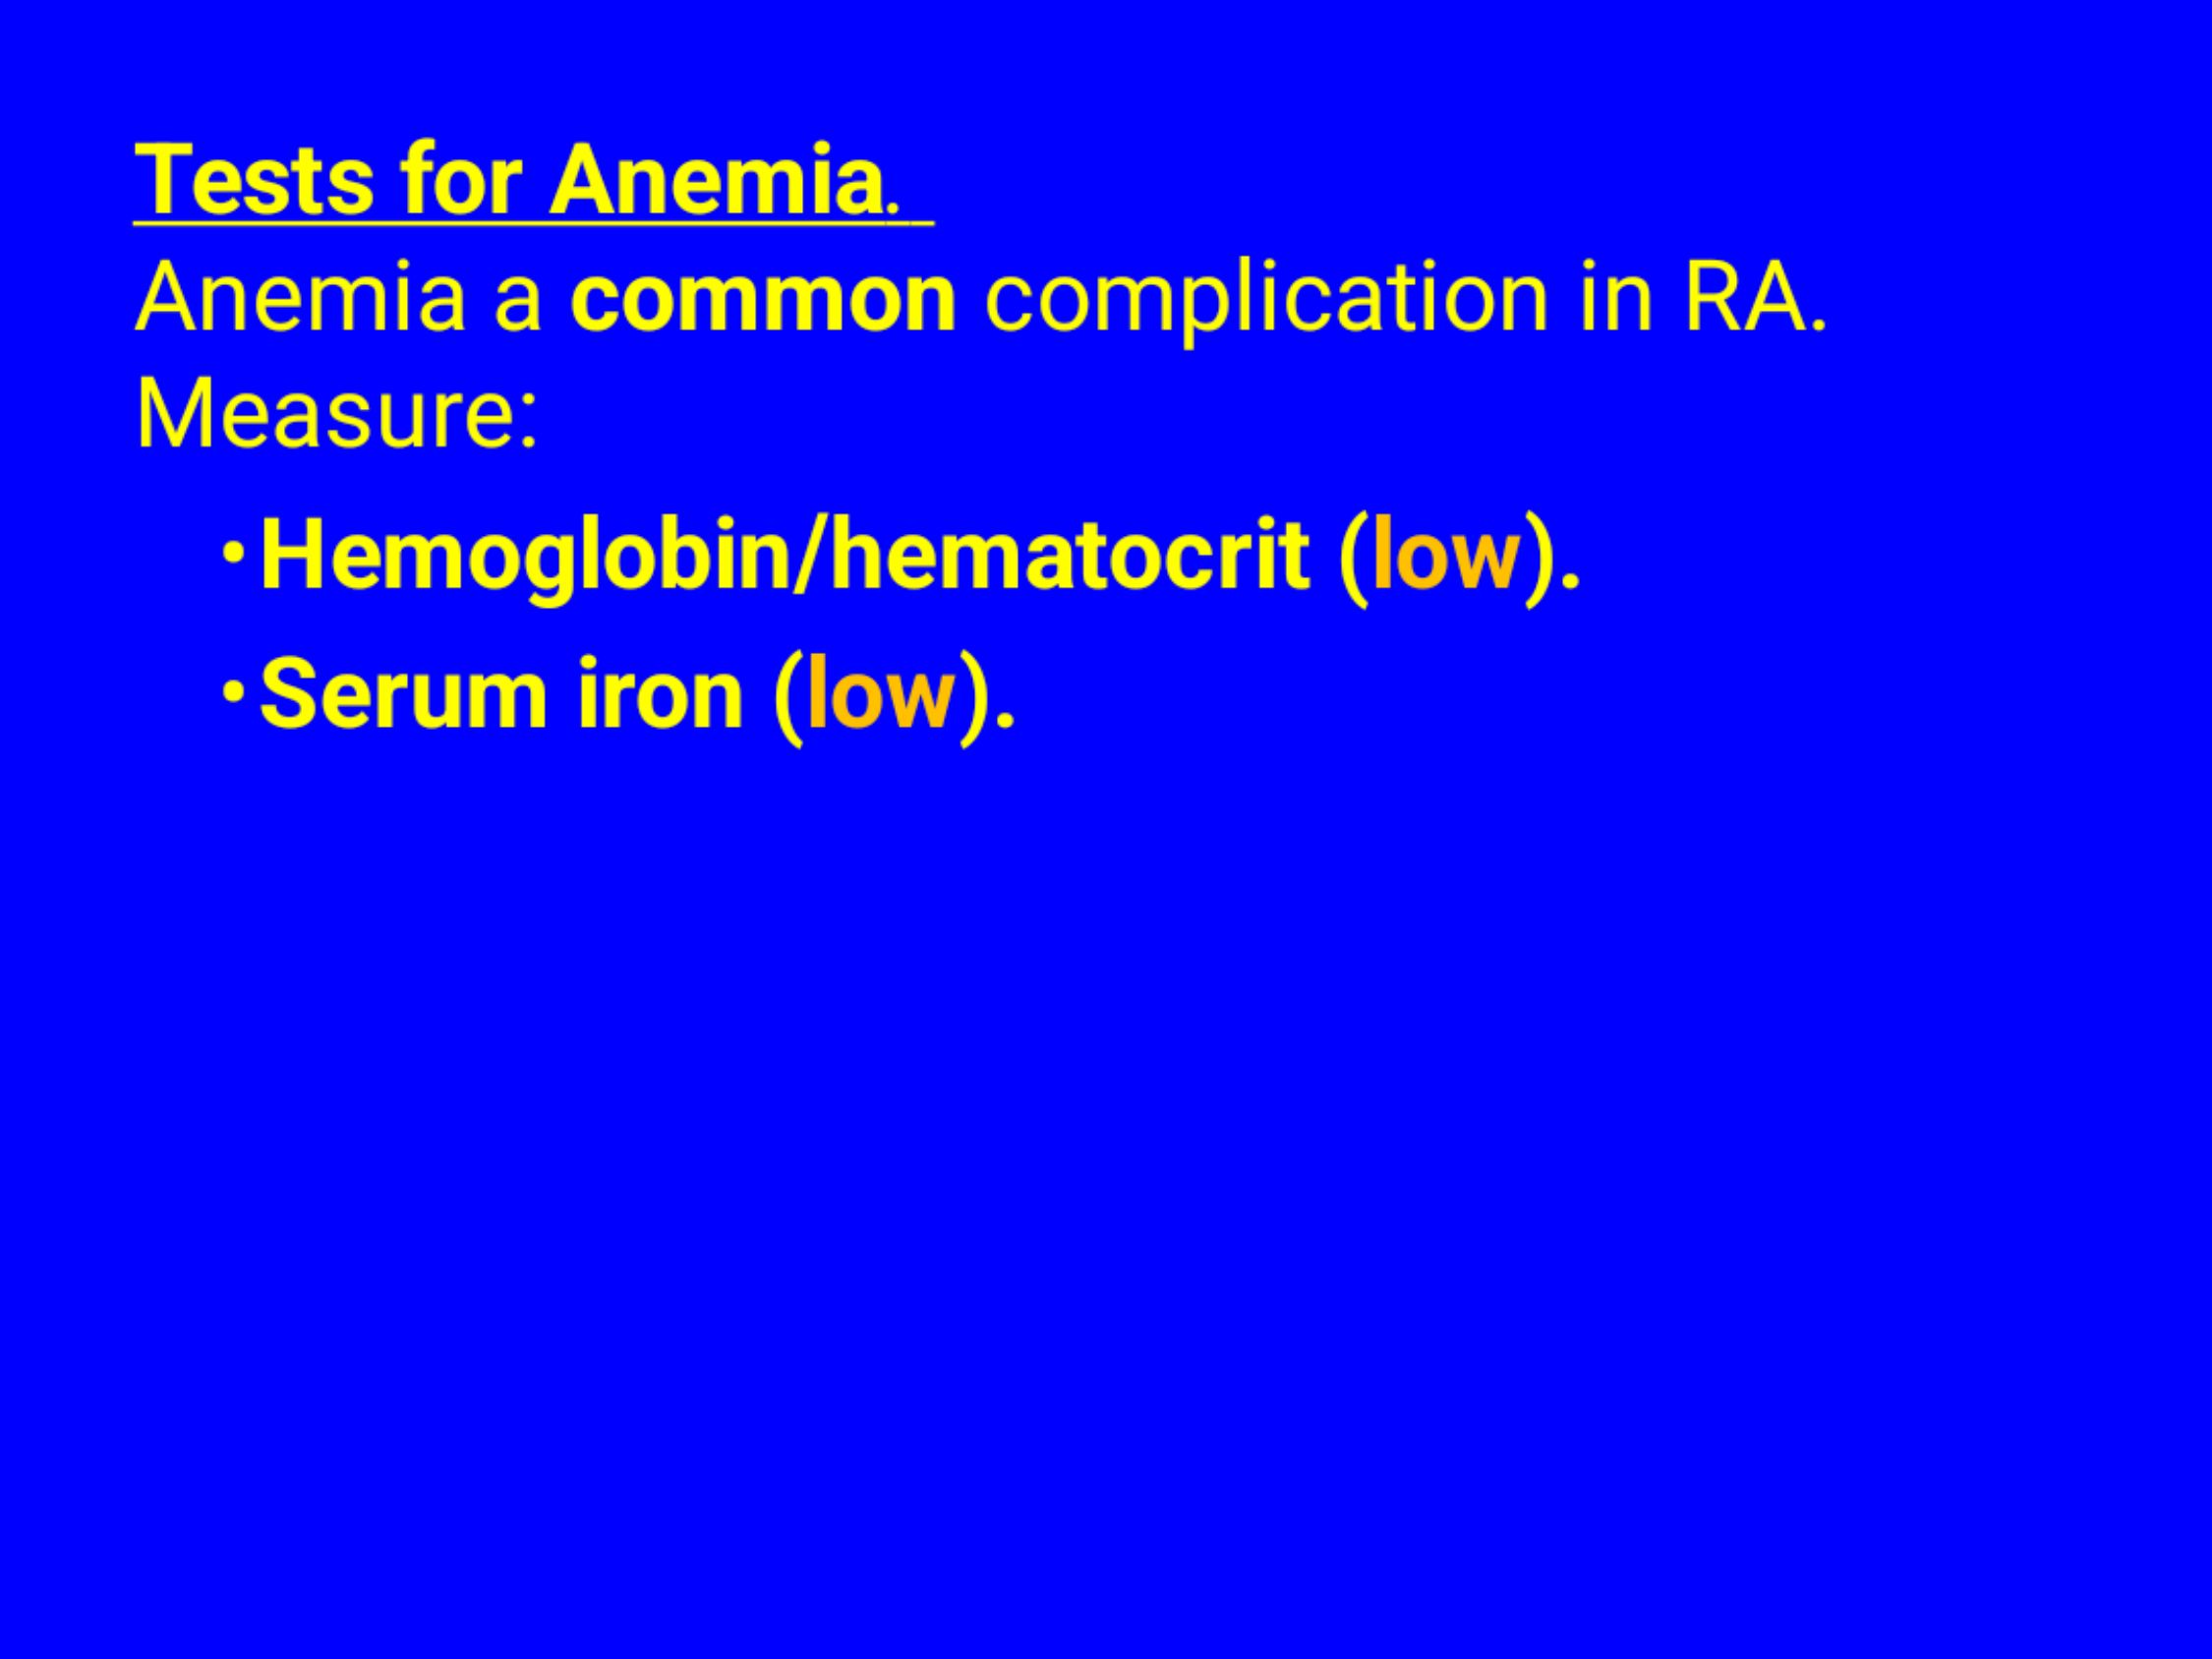 Tests for Anemia.
Anemia a common complication in RA.
Measure:
•Hemoglobin/hematocrit (low).
•Serum iron (low).